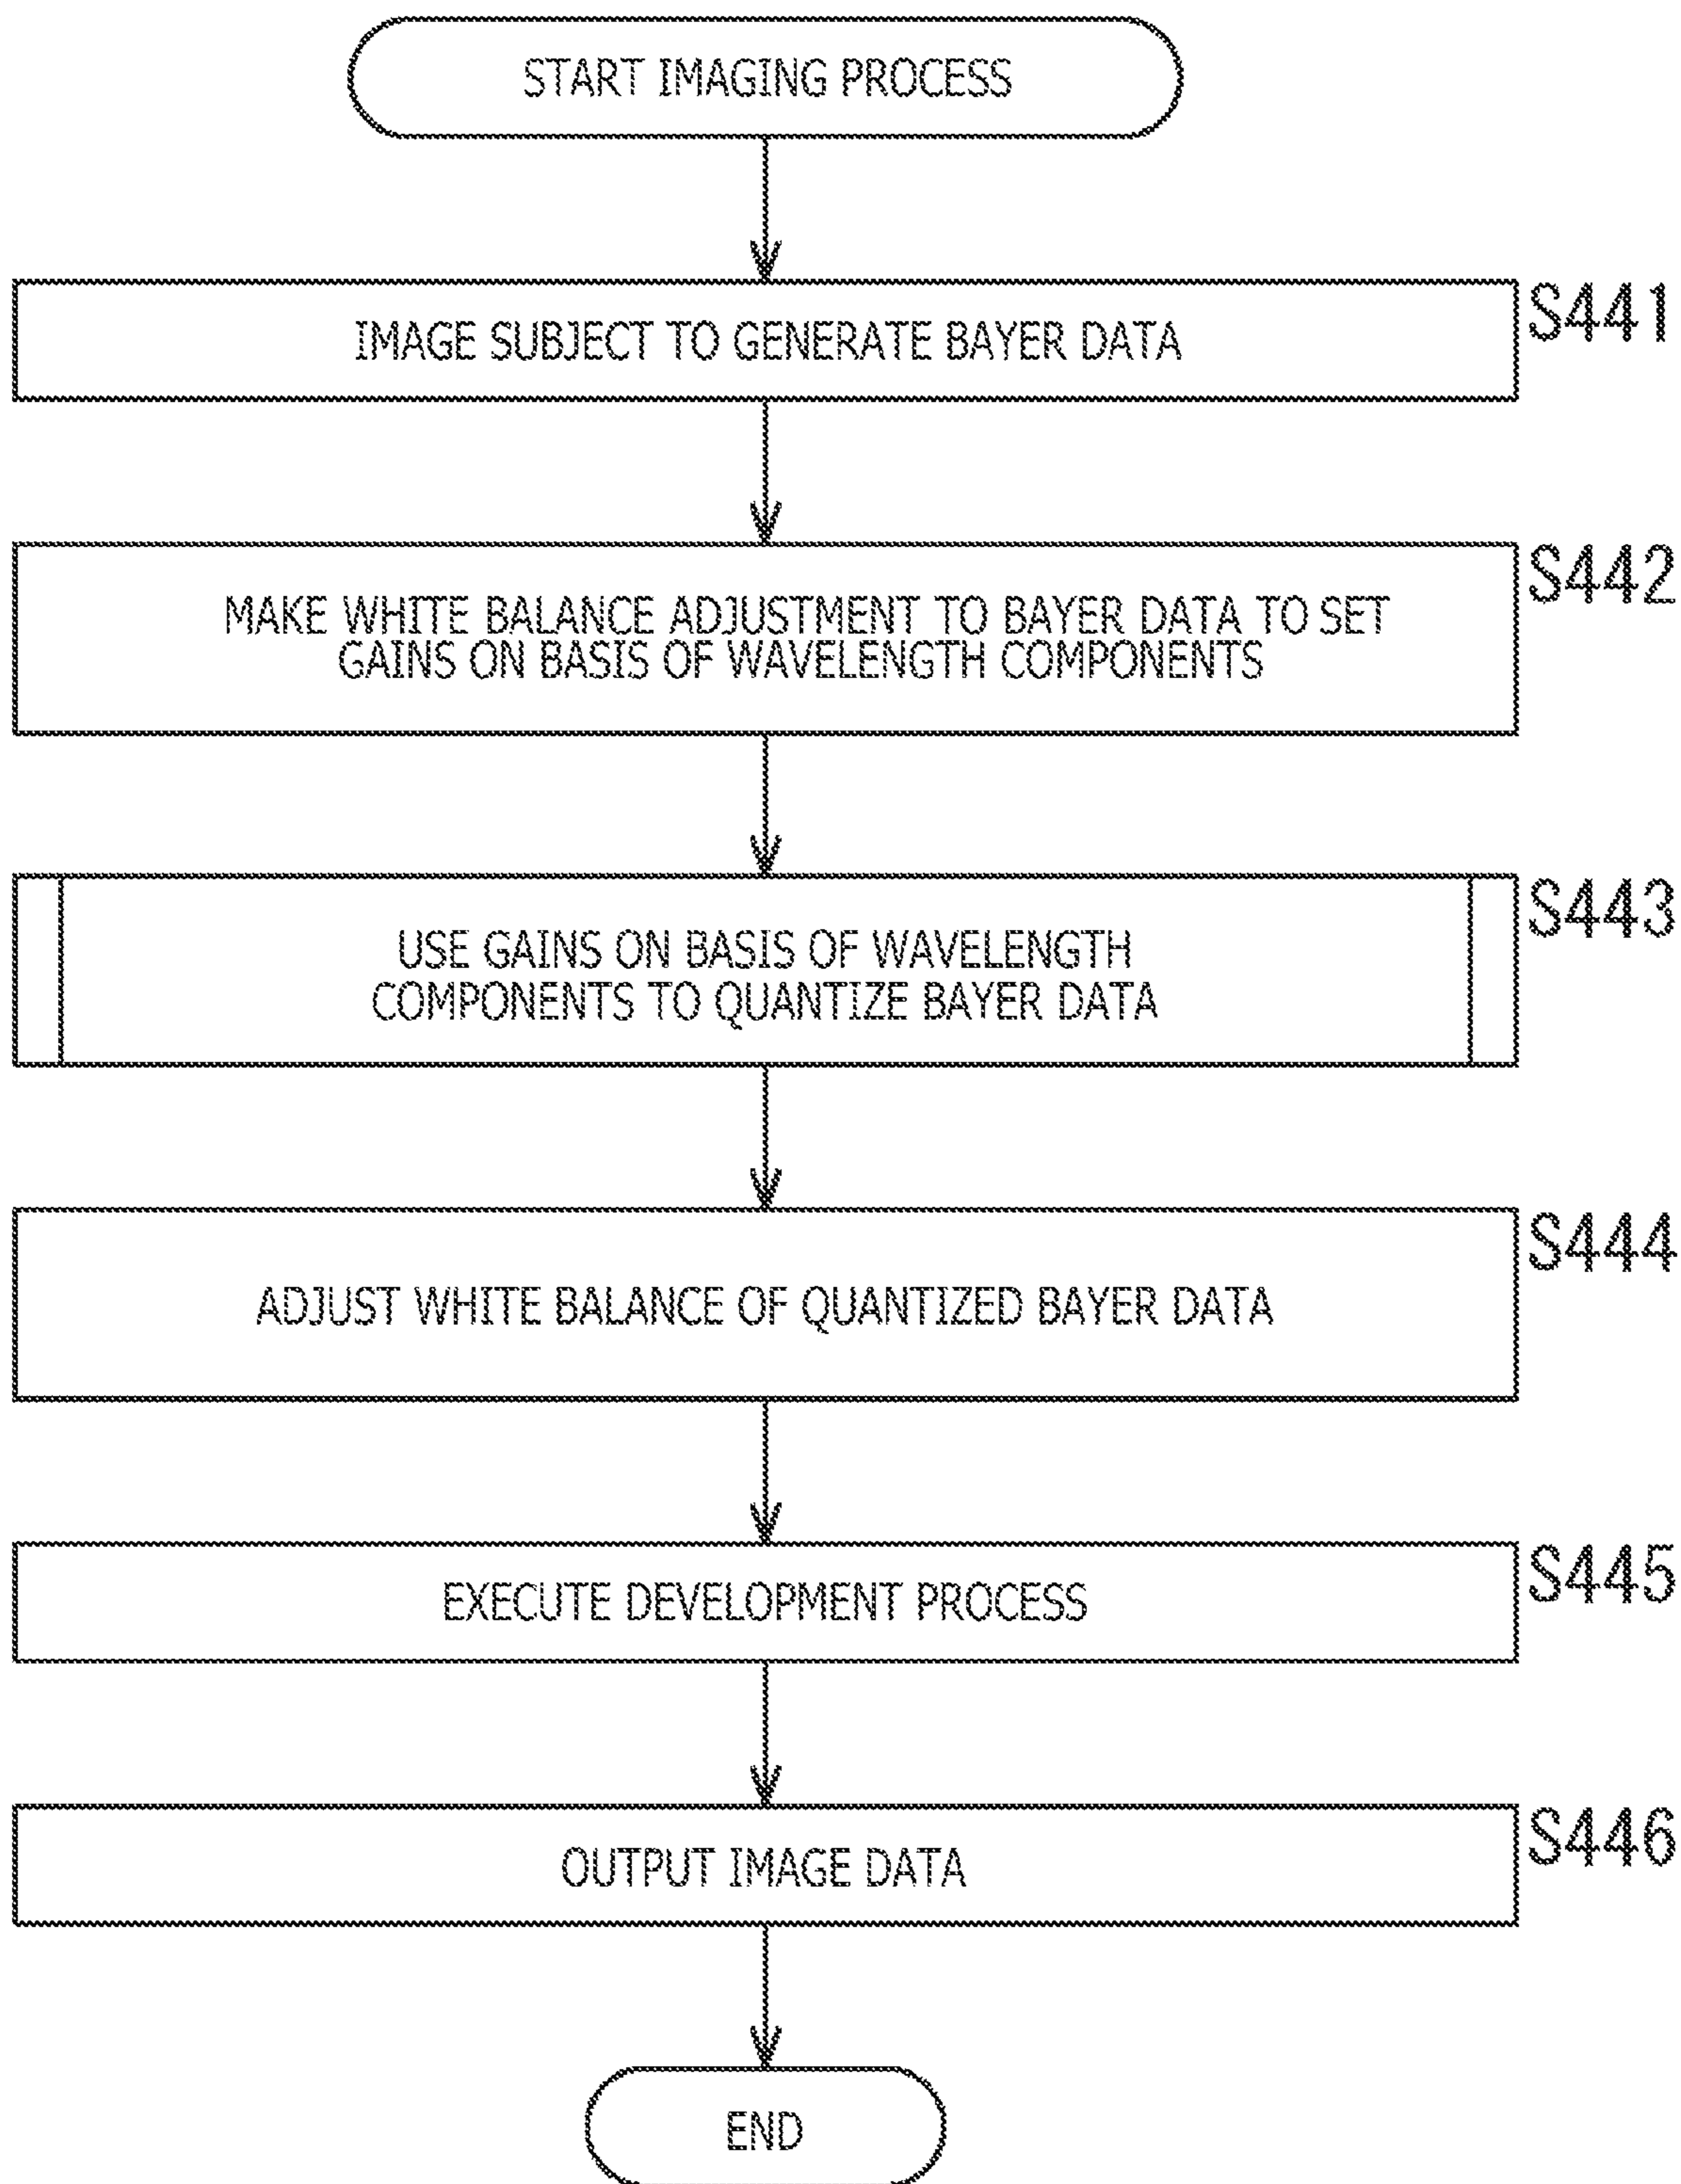 START IMAGING PROCESS
S441
IMAGE SUBJECT TO GENERATE BAYER DATA
S442
MAKE WHITE BALANCE ADJUSTMENT TO BAYER DATA TO SET
GAINS ON BASIS OF WAVELENGTH COMPONENTS
S443
USE GAINS ON BASIS OF WAVELENGTH
COMPONENTS TO QUANTIZE BAYER DATA
S444
ADJUST WHITE BALANCE OF QUANTIZED BAYER DATA
S445
EXECUTE DEVELOPMENT PROCESS
S446
OUTPUT IMAGE DATA
END